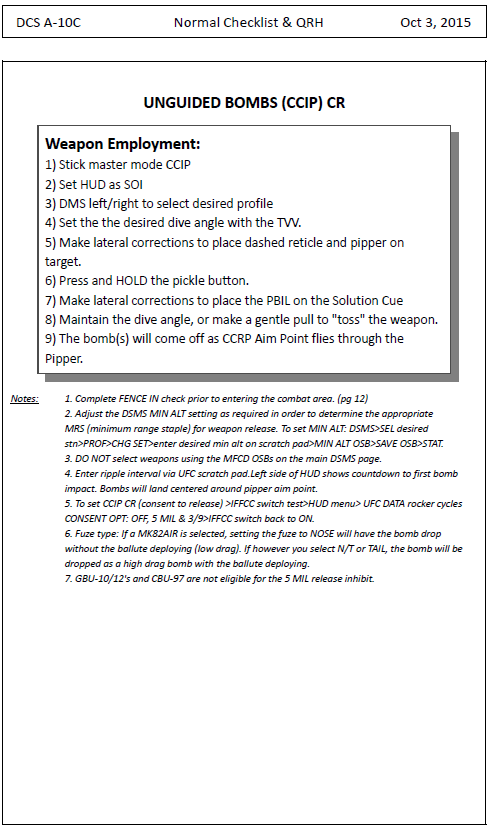 DCS A-10C Normal Checklist & QRH Oct 3, 2015
UNGUIDED BOMBS (CCIP) CR
Weapon Employment:
1) Stick master mode CCIP
2) Set HUD as SOI
3) DMS left/right to select desired profile
4) Set the the desired dive angle with the TVV.
5) Make lateral corrections to place dashed reticle and pipper on
target.
6) Press and HOLD the pickle button.
7) Make lateral corrections to place the PBIL on the Solution Cue
8) Maintain the dive angle, or make a gentle pull to "toss" the weapon.
9) The bomb(s) will come off as CCRP Aim Point flies through the
Pipper.
Notes: 1. Complete FENCE IN check prior to entering the combat area. (pg 12)
2. Adjust the DSMS MIN ALT setting as required in order to determine the appropriate
MRS (minimum range staple) for weapon release. To set MIN ALT: DSMS>SEL desired
stn>PROF>CHG SET>enter desired min alt on scratch pad>MIN ALT OSB>SAVE OSB>STAT.
3. DO NOT select weapons using the MFCD OSBs on the main DSMS page.
4. Enter ripple interval via UFC scratch pad.Left side of HUD shows countdown to first bomb
impact. Bombs will land centered around pipper aim point.
5. To set CCIP CR (consent to release) >IFFCC switch test>HUD menu> UFC DATA rocker cycles
CONSENT OPT: OFF, 5 MIL & 3/9>IFFCC switch back to ON.
6. Fuze type: If a MK82AIR is selected, setting the fuze to NOSE will have the bomb drop
without the ballute deploying (low drag). If however you select N/T or TAIL, the bomb will be
dropped as a high drag bomb with the ballute deploying.
7. GBU-10/12's and CBU-97 are not eligible for the 5 MIL release inhibit.